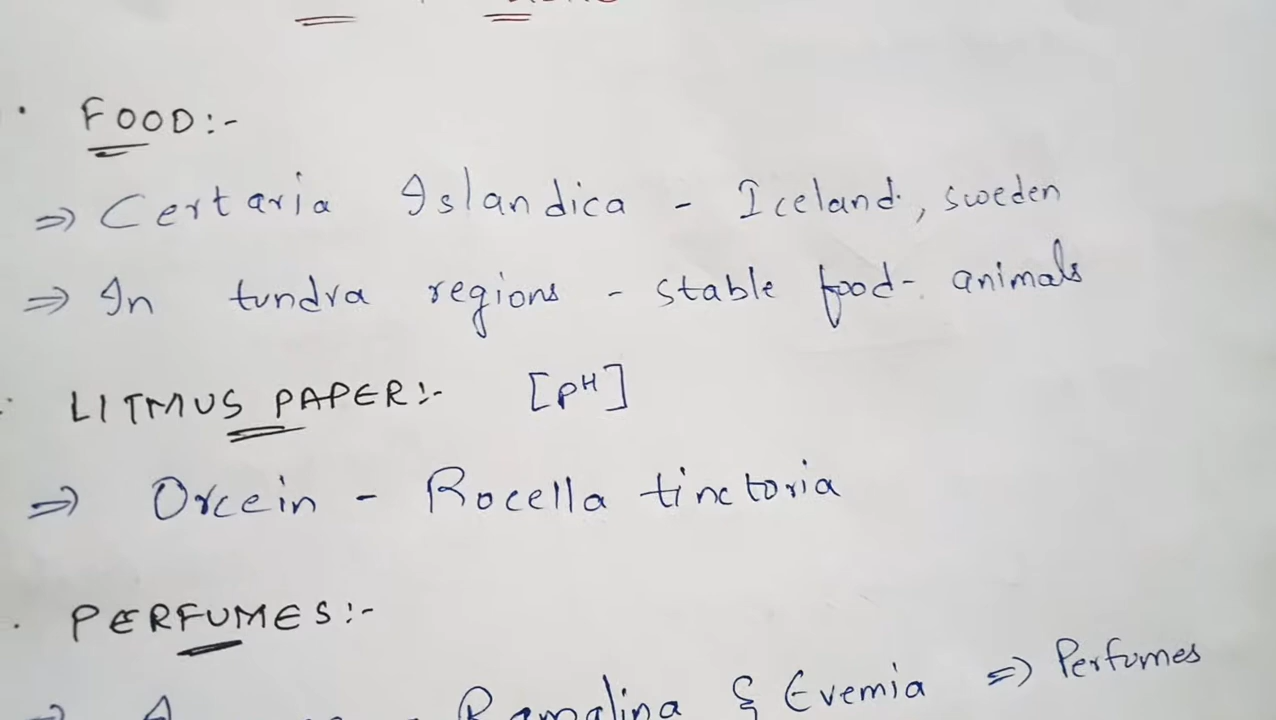 • FOOD:-
⇒ Certaria Islandica - Iceland, sweden
⇒ In tundra regions - stable food - animals
• LITMUS PAPER:- [PH]
⇒ Orcein - Rocella tinctoria
• PERFUMES:-
⇒ Ramalina & Evernia ⇒ Perfumes